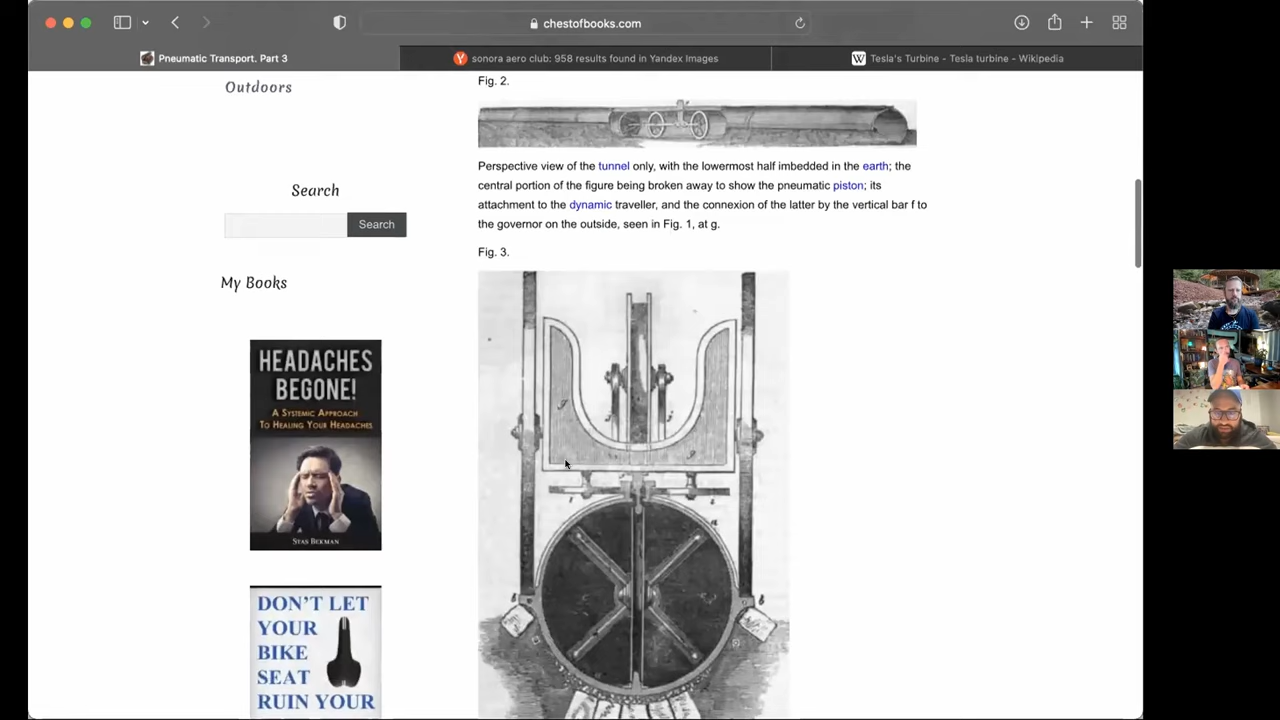 chestofbooks.com
Pneumatic Transport. Part 3
sonora aero club: 958 results found in Yandex Images
W Tesla's Turbine - Tesla turbine - Wikipedia
Outdoors
Search
Search
My Books
HEADACHES
BEGONE!
A SYSTEMIC APPROACH
TO HEALING YOUR HEADACHES
STAS BEKMAN
DON'T LET
YOUR
BIKE
SEAT
RUIN YOUR
Fig. 2.
Perspective view of the tunnel only, with the lowermost half imbedded in the earth; the
central portion of the figure being broken away to show the pneumatic piston; its
attachment to the dynamic traveller, and the connexion of the latter by the vertical bar f to
the governor on the outside, seen in Fig. 1, at g.
Fig. 3.